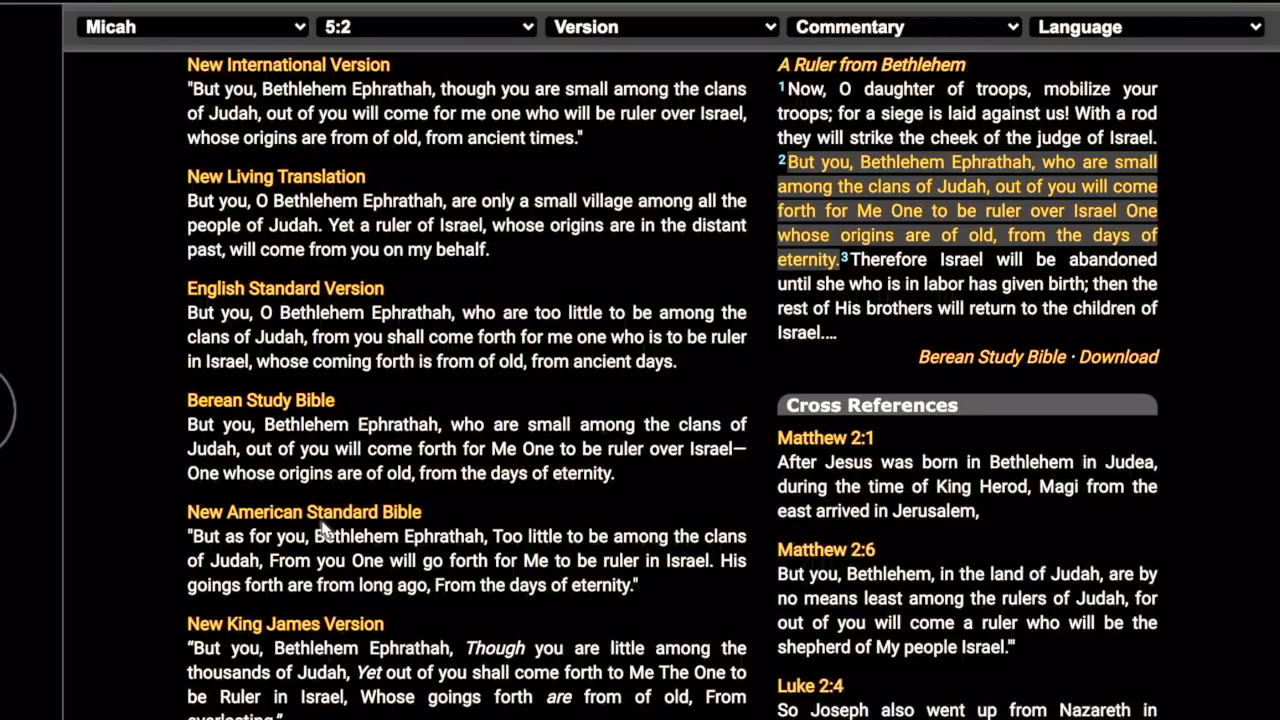 Micah 5:2 Version Commentary Language
New International Version
"But you, Bethlehem Ephrathah, though you are small among the clans
of Judah, out of you will come for me one who will be ruler over Israel,
whose origins are from of old, from ancient times."
New Living Translation
But you, O Bethlehem Ephrathah, are only a small village among all the
people of Judah. Yet a ruler of Israel, whose origins are in the distant
past, will come from you on my behalf.
English Standard Version
But you, O Bethlehem Ephrathah, who are too little to be among the
clans of Judah, from you shall come forth for me one who is to be ruler
in Israel, whose coming forth is from of old, from ancient days.
Berean Study Bible
But you, Bethlehem Ephrathah, who are small among the clans of
Judah, out of you will come forth for Me One to be ruler over Israel—
One whose origins are of old, from the days of eternity.
New American Standard Bible
"But as for you, Bethlehem Ephrathah, Too little to be among the clans
of Judah, From you One will go forth for Me to be ruler in Israel. His
goings forth are from long ago, From the days of eternity."
New King James Version
"But you, Bethlehem Ephrathah, Though you are little among the
thousands of Judah, Yet out of you shall come forth to Me The One to
be Ruler in Israel, Whose goings forth are from of old, From
everlasting."
A Ruler from Bethlehem
1Now, O daughter of troops, mobilize your
troops; for a siege is laid against us! With a rod
they will strike the cheek of the judge of Israel.
2But you, Bethlehem Ephrathah, who are small
among the clans of Judah, out of you will come
forth for Me One to be ruler over Israel One
whose origins are of old, from the days of
eternity.3Therefore Israel will be abandoned
until she who is in labor has given birth; then the
rest of His brothers will return to the children of
Israel.…
Berean Study Bible · Download
Cross References
Matthew 2:1
After Jesus was born in Bethlehem in Judea,
during the time of King Herod, Magi from the
east arrived in Jerusalem,
Matthew 2:6
But you, Bethlehem, in the land of Judah, are by
no means least among the rulers of Judah, for
out of you will come a ruler who will be the
shepherd of My people Israel.'"
Luke 2:4
So Joseph also went up from Nazareth in